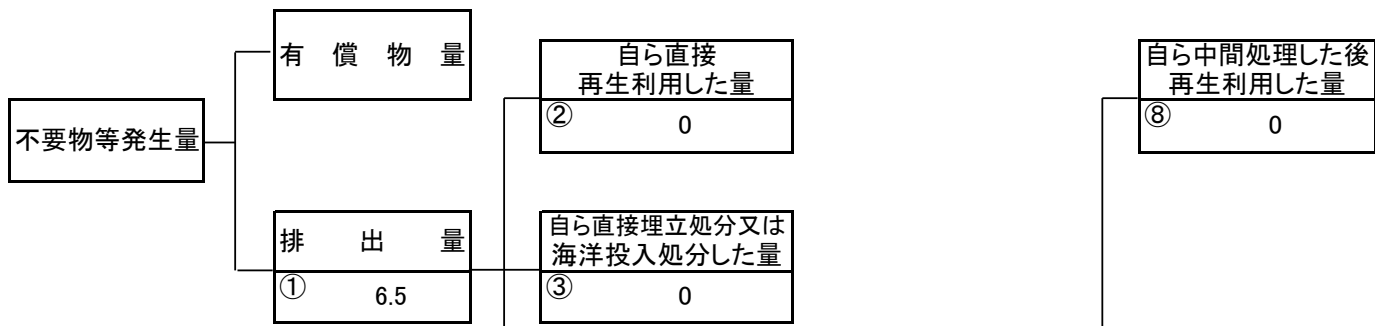 有償物量
自ら直接
再生利用した量
② 0
自ら中間処理した後
再生利用した量
⑧ 0
不要物等発生量
排出量
① 6.5
自ら直接埋立処分又は
海洋投入処分した量
③ 0